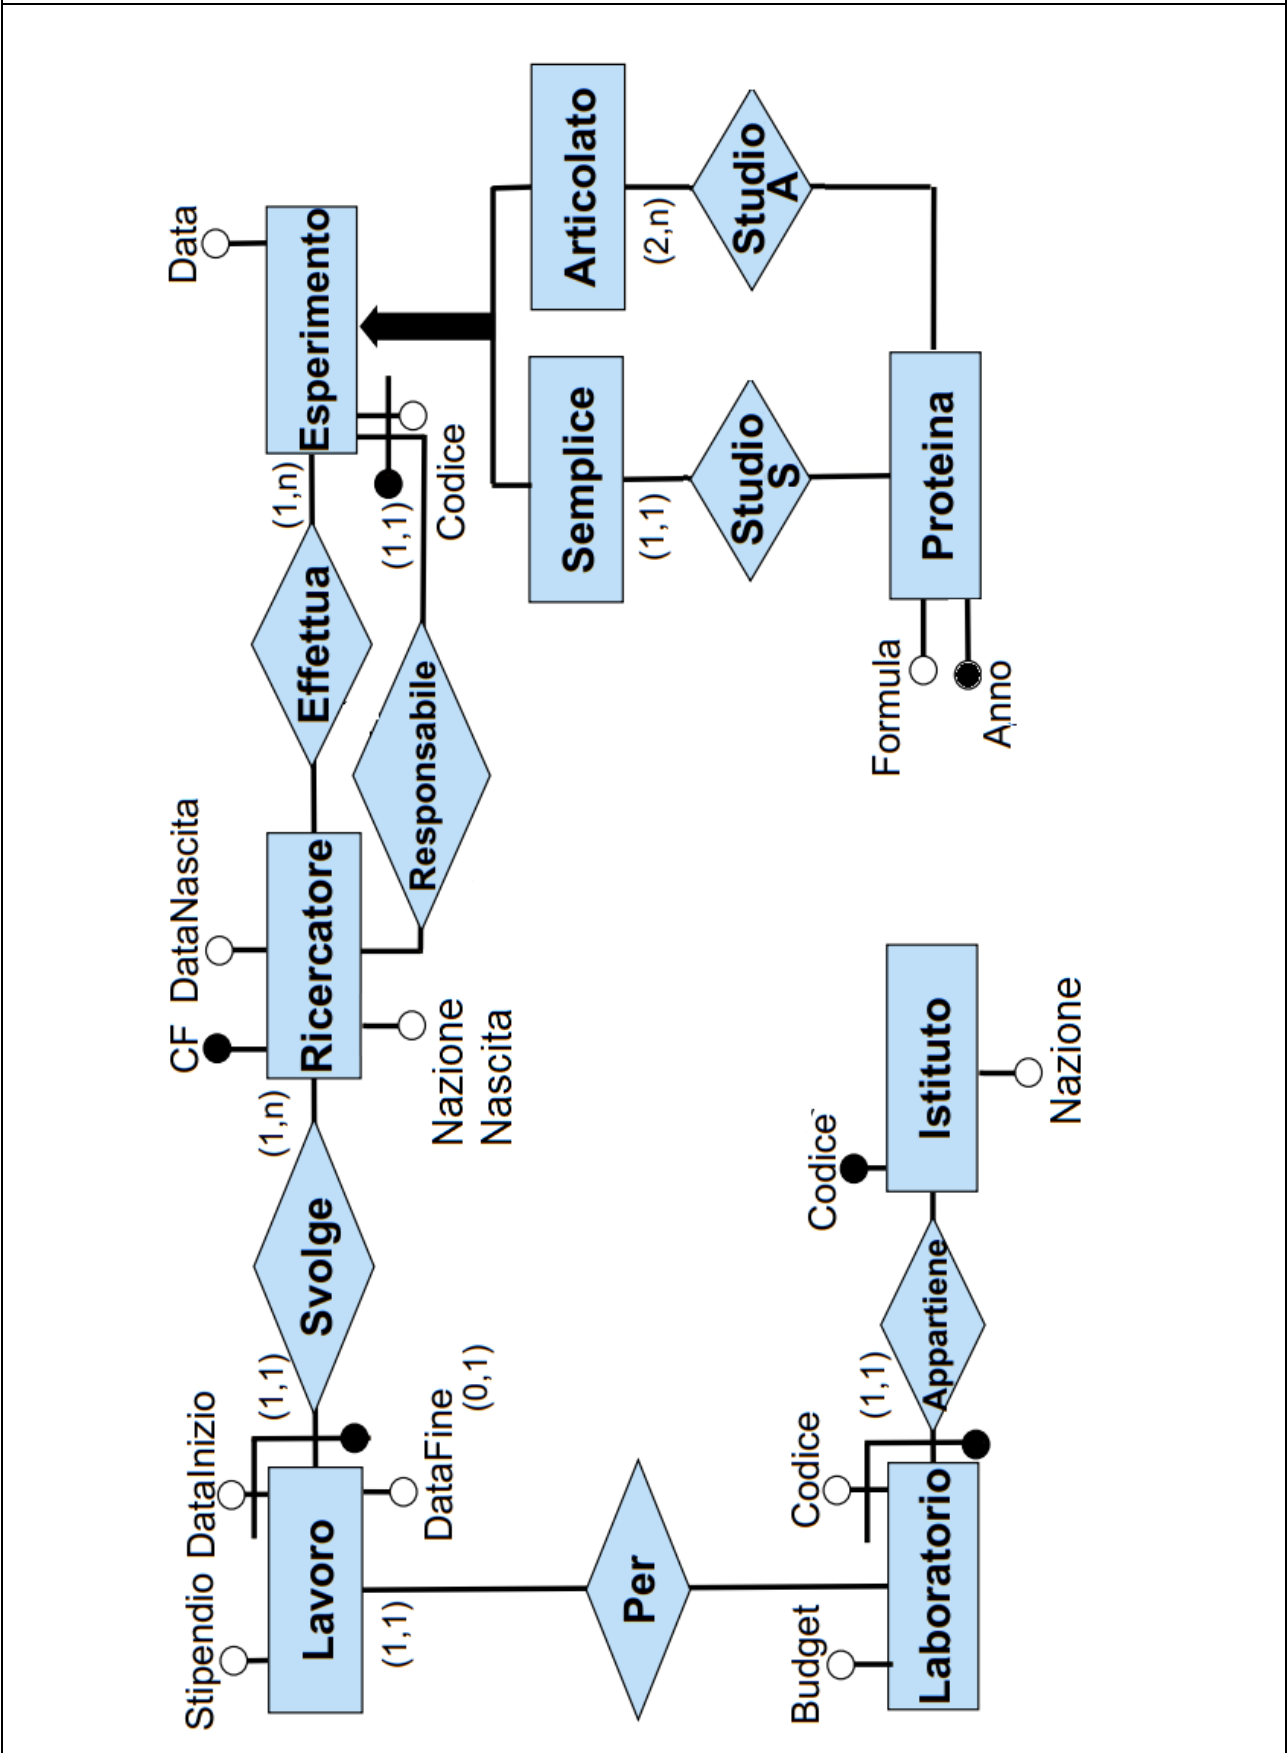 Stipendio DataInizio CF DataNascita Data
(1,1) (1,n) (1,n)
Lavoro Svolge Ricercatore Effettua Esperimento
(1,1) (1,1)
DataFine Nazione Responsabile Codice
(0,1) Nascita
Semplice Articolato
Per (1,1) (2,n)
Studio Studio
S A
Budget Codice Codice
(1,1) Formula
Laboratorio Appartiene Istituto Proteina
Anno
Nazione